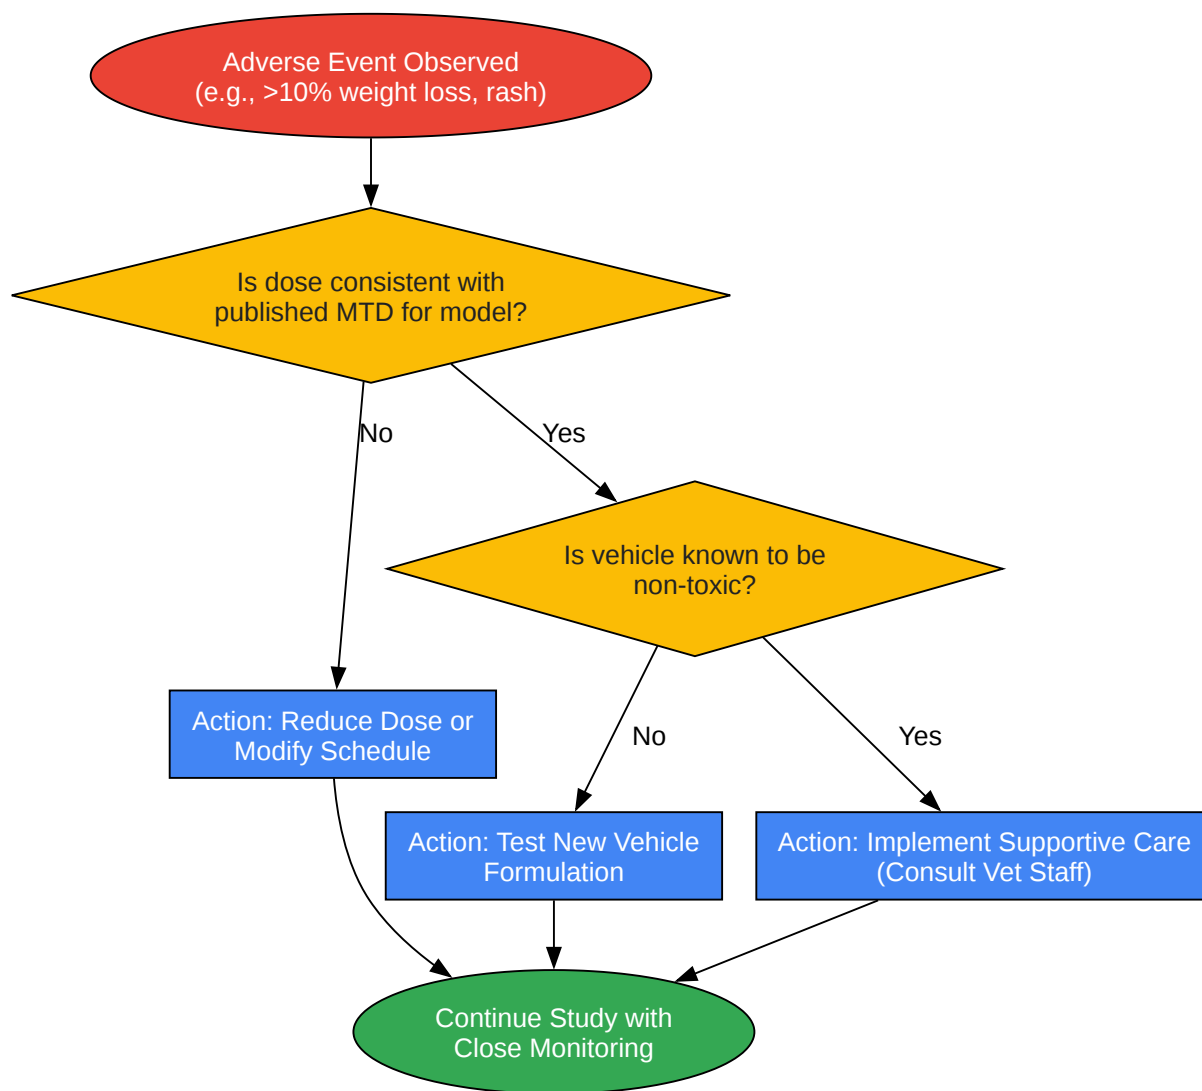 Adverse Event Observed
(e.g., >10% weight loss, rash)
Is dose consistent with
published MTD for model?
No
Yes
Is vehicle known to be
non-toxic?
Action: Reduce Dose or
Modify Schedule
No
Yes
Action: Test New Vehicle
Formulation
Action: Implement Supportive Care
(Consult Vet Staff)
Continue Study with
Close Monitoring